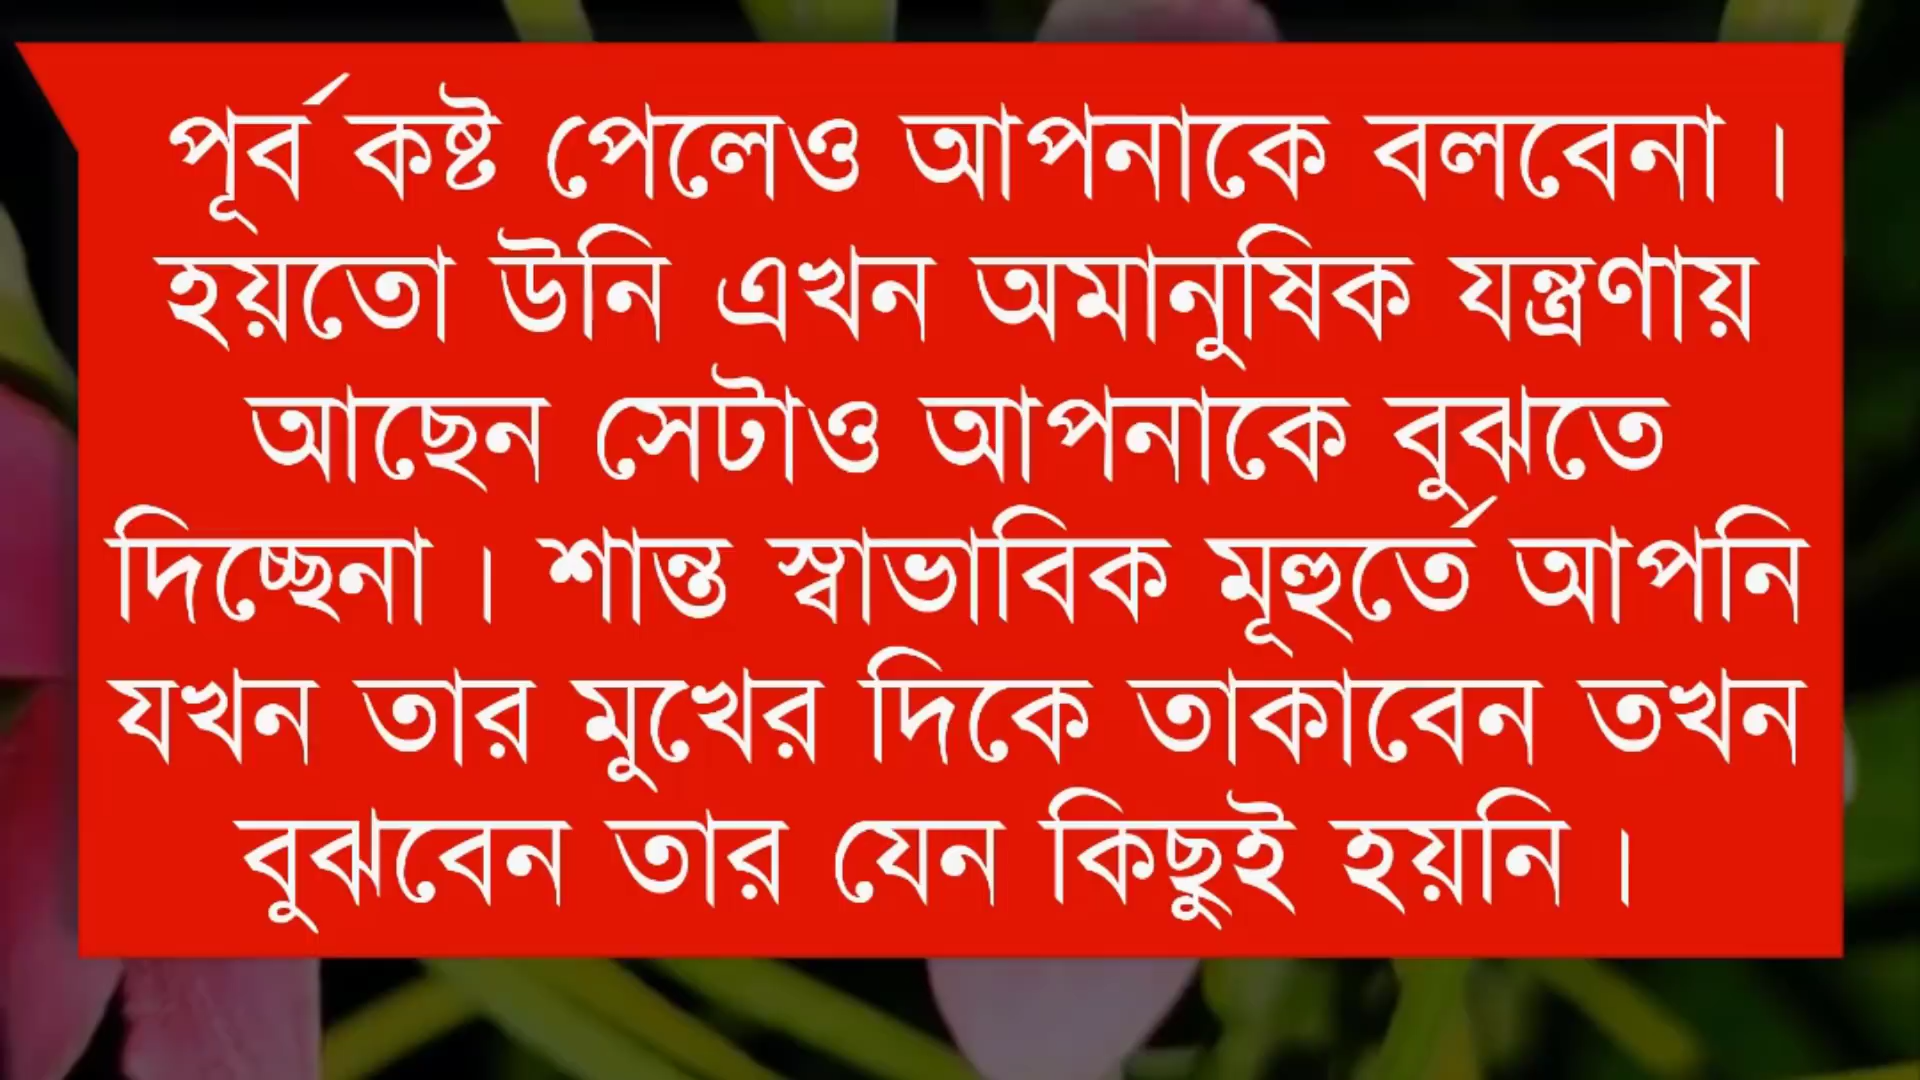 পূর্ব কষ্ট পেলেও আপনাকে বলবেনা।
হয়তো উনি এখন অমানুষিক যন্ত্রণায়
আছেন সেটাও আপনাকে বুঝতে
দিচ্ছেনা। শান্ত স্বাভাবিক মূহুর্তে আপনি
যখন তার মুখের দিকে তাকাবেন তখন
বুঝবেন তার যেন কিছুই হয়নি।